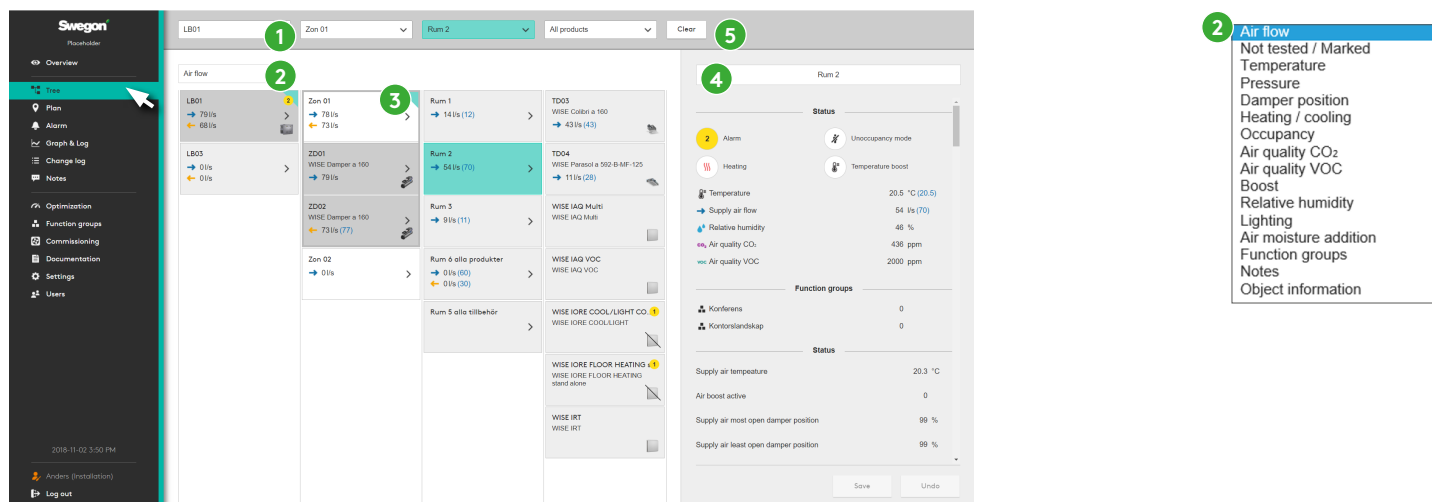 Swegon
Placeholder
Overview
Tree
Plan
Alarm
Graph & Log
Change log
Notes
Optimization
Function groups
Commissioning
Documentation
Settings
Users
2018-11-02 3:50 PM
Anders (Installation)
Log out
LB01
1
Zon 01
Rum 2
All products
Clear
5
Air flow
2
LB01
2
79 l/s
68 l/s
LB03
0 l/s
0 l/s
Zon 01
3
78 l/s
73 l/s
ZD01
WISE Damper a 160
79 l/s
ZD02
WISE Damper a 160
73 l/s (77)
Zon 02
0 l/s
Rum 1
14 l/s (12)
Rum 2
54 l/s (70)
Rum 3
9 l/s (11)
Rum 6 alla produkter
0 l/s (60)
0 l/s (30)
Rum 5 alla tillbehör
TD03
WISE Colibri a 160
43 l/s (43)
TD04
WISE Parasol a 592-B-MF-125
11 l/s (28)
WISE IAQ Multi
WISE IAQ Multi
WISE IAQ VOC
WISE IAQ VOC
WISE IORE COOL/LIGHT CO... 1
WISE IORE COOL/LIGHT
WISE IORE FLOOR HEATING 1
WISE IORE FLOOR HEATING
stand alone
WISE IRT
WISE IRT
4
Rum 2
Status
2 Alarm
Unoccupancy mode
Heating
Temperature boost
Temperature 20.5 °C (20.5)
Supply air flow 54 l/s (70)
Relative humidity 46 %
CO₂ Air quality CO₂ 436 ppm
VOC Air quality VOC 2000 ppm
Function groups
Konferens 0
Kontorslandskap 0
Status
Supply air tempeature 20.3 °C
Air boost active 0
Supply air most open damper position 99 %
Supply air least open damper position 99 %
Save
Undo
2
Air flow
Not tested / Marked
Temperature
Pressure
Damper position
Heating / cooling
Occupancy
Air quality CO2
Air quality VOC
Boost
Relative humidity
Lighting
Air moisture addition
Function groups
Notes
Object information